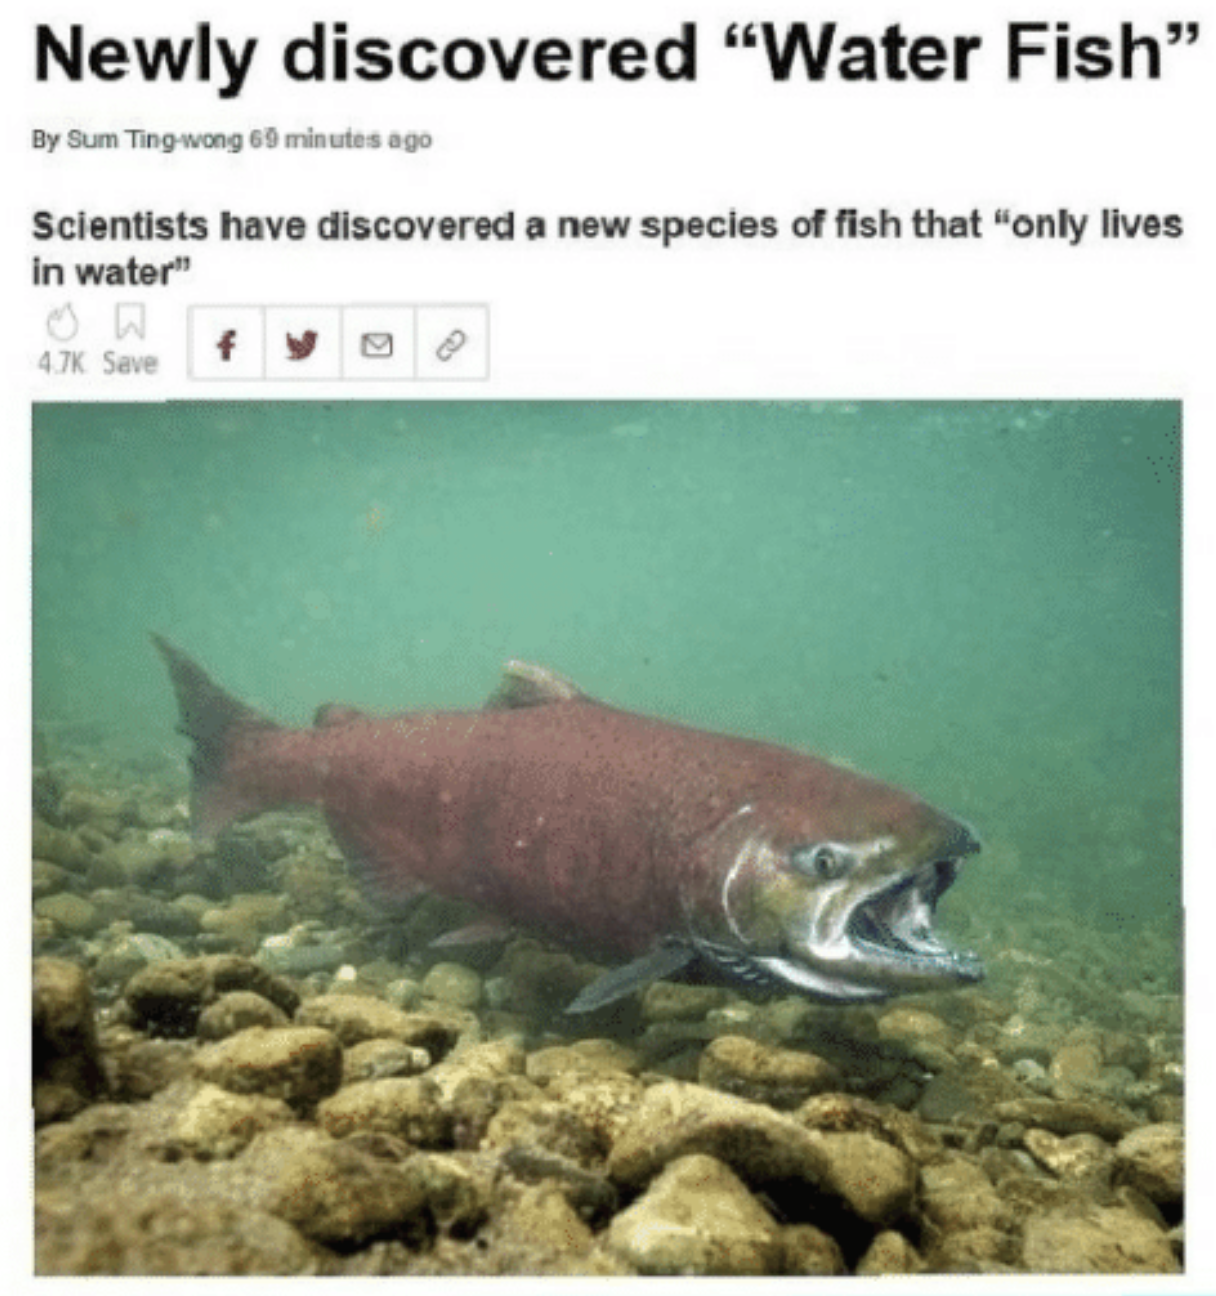 Newly discovered “Water Fish”
By Sum Ting-wong 69 minutes ago
Scientists have discovered a new species of fish that “only lives
in water”
4.7K Save